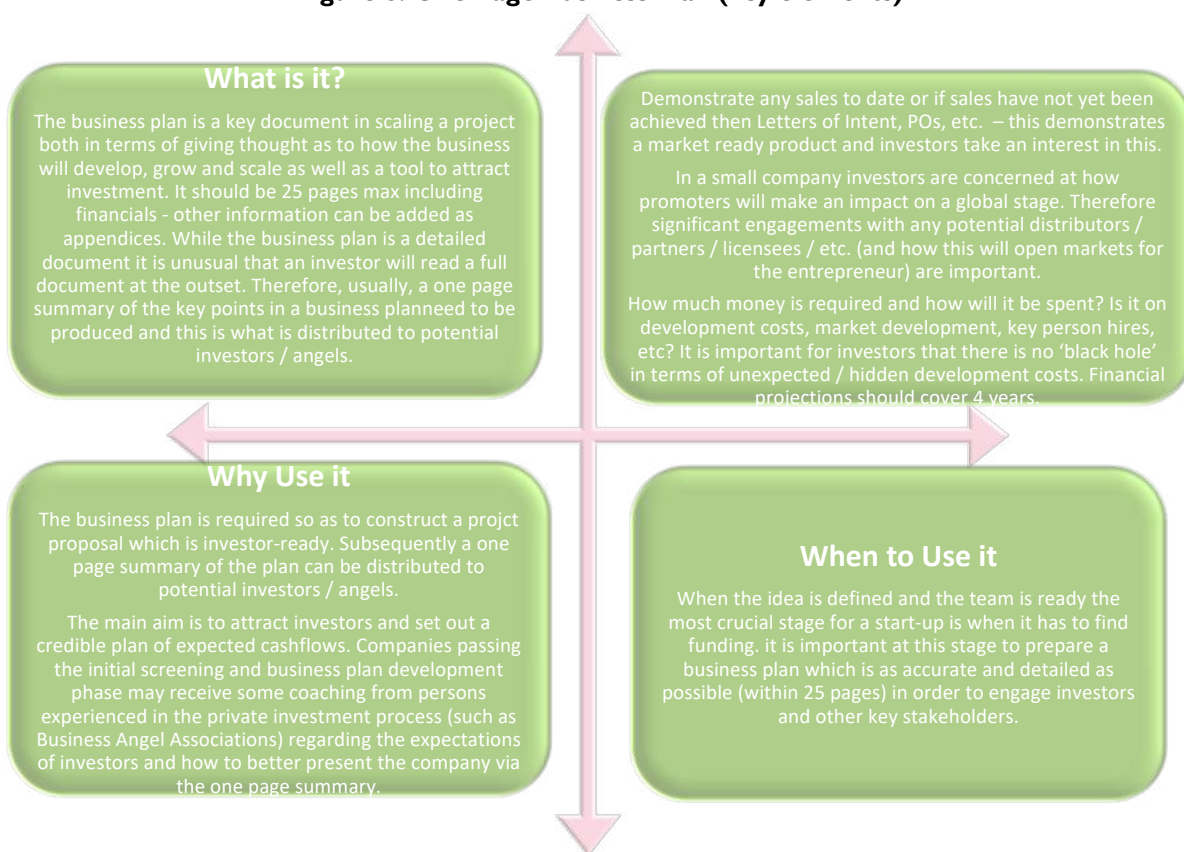 What is it?
The business plan is a key document in scaling a project
both in terms of giving thought as to how the business
will develop, grow and scale as well as a tool to attract
investment. It should be 25 pages max including
financials - other information can be added as
appendices. While the business plan is a detailed
document it is unusual that an investor will read a full
document at the outset. Therefore, usually, a one page
summary of the key points in a business planneed to be
produced and this is what is distributed to potential
investors / angels.
Demonstrate any sales to date or if sales have not yet been
achieved then Letters of Intent, POs, etc. – this demonstrates
a market ready product and investors take an interest in this.
In a small company investors are concerned at how
promoters will make an impact on a global stage. Therefore
significant engagements with any potential distributors /
partners / licensees / etc. (and how this will open markets for
the entrepreneur) are important.
How much money is required and how will it be spent? Is it on
development costs, market development, key person hires,
etc? It is important for investors that there is no ‘black hole’
in terms of unexpected / hidden development costs. Financial
projections should cover 4 years.
Why Use it
The business plan is required so as to construct a projct
proposal which is investor-ready. Subsequently a one
page summary of the plan can be distributed to
potential investors / angels.
The main aim is to attract investors and set out a
credible plan of expected cashflows. Companies passing
the initial screening and business plan development
phase may receive some coaching from persons
experienced in the private investment process (such as
Business Angel Associations) regarding the expectations
of investors and how to better present the company via
the one page summary.
When to Use it
When the idea is defined and the team is ready the
most crucial stage for a start-up is when it has to find
funding. it is important at this stage to prepare a
business plan which is as accurate and detailed as
possible (within 25 pages) in order to engage investors
and other key stakeholders.